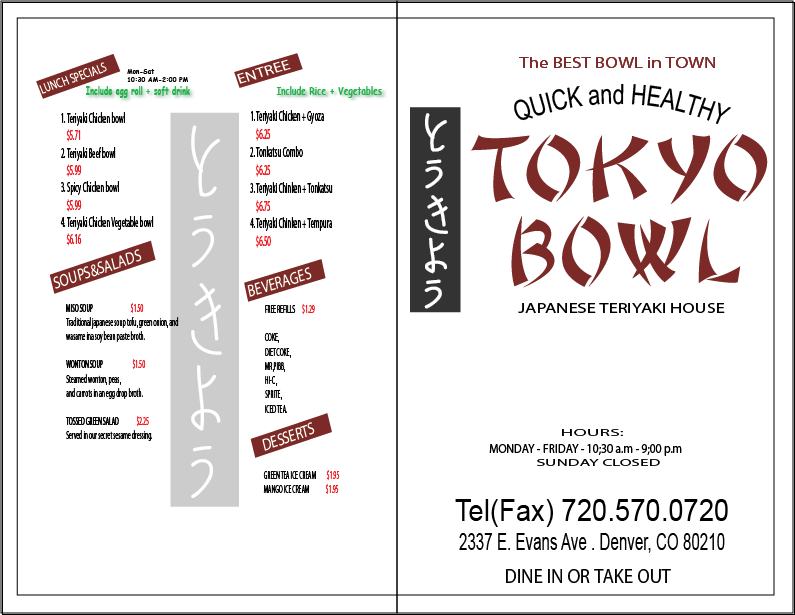 LUNCH SPECIALS
Mon-Sat
10:30 AM-2:00 PM
Include egg roll + soft drink
1. Teriyaki Chicken bowl
$5.71
2. Teriyaki Beef bowl
$5.99
3. Spicy Chicken bowl
$5.99
4. Teriyaki Chicken Vegetable bowl
$6.16
SOUPS&SALADS
MISO SOUP $1.50
Traditional japanese soup tofu, green onion, and
wasame in a soy bean paste broth.
WONTON SOUP $1.50
Steamed wonton, peas,
and carrots in an egg drop broth.
TOSSED GREEN SALAD $2.25
Served in our secret sesame dressing.
とうきよう
ENTREE
Include Rice + Vegetables
1. Teriyaki Chicken + Gyoza
$6.25
2. Tonkatsu Combo
$6.25
3. Teriyaki Chinken + Tonkatsu
$6.75
4. Teriyaki Chinken + Tempura
$6.50
BEVERAGES
FREE REFILLS $1.29
COKE,
DIET COKE,
MR,PIBB,
HI-C,
SPRITE,
ICED TEA.
DESSERTS
GREEN TEA ICE CREAM $1.95
MANGO ICE CREAM $1.95
The BEST BOWL in TOWN
QUICK and HEALTHY
とうきよう
TOKYO
BOWL
JAPANESE TERIYAKI HOUSE
HOURS:
MONDAY - FRIDAY - 10;30 a.m - 9;00 p.m
SUNDAY CLOSED
Tel(Fax) 720.570.0720
2337 E. Evans Ave . Denver, CO 80210
DINE IN OR TAKE OUT